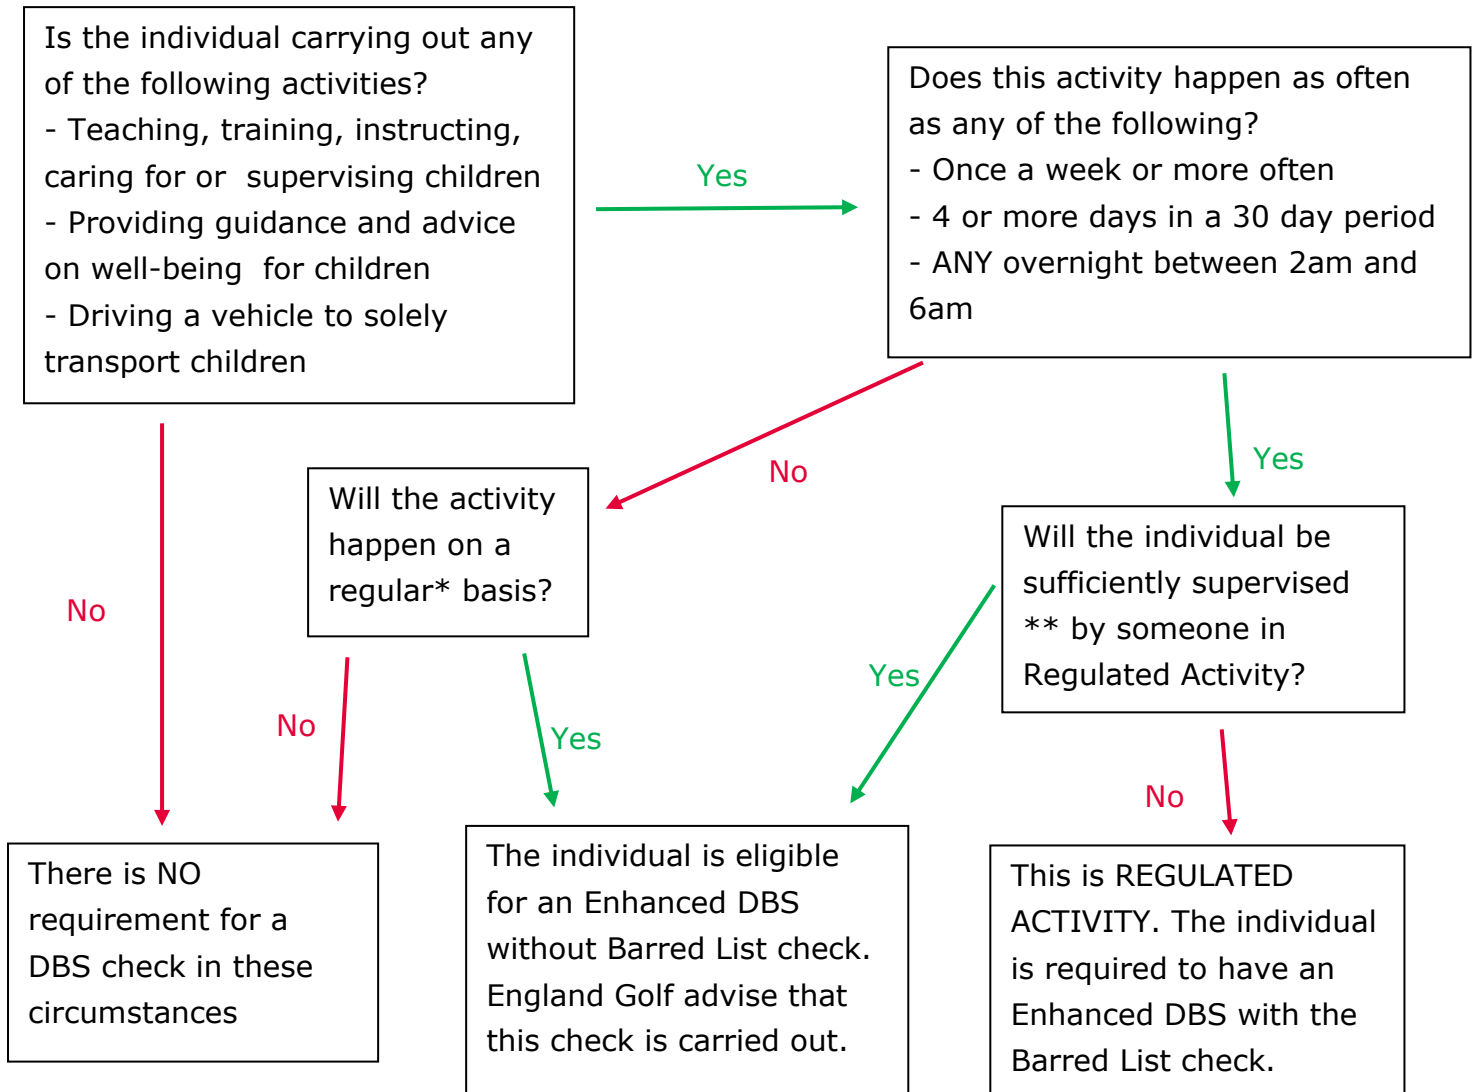 Is the individual carrying out any
of the following activities?
- Teaching, training, instructing,
caring for or  supervising children
- Providing guidance and advice
on well-being  for children
- Driving a vehicle to solely
transport children
Yes
Does this activity happen as often
as any of the following?
- Once a week or more often
- 4 or more days in a 30 day period
- ANY overnight between 2am and
6am
No
Yes
No
Will the activity
happen on a
regular* basis?
Will the individual be
sufficiently supervised
** by someone in
Regulated Activity?
No
Yes
Yes
No
There is NO
requirement for a
DBS check in these
circumstances
The individual is eligible
for an Enhanced DBS
without Barred List check.
England Golf advise that
this check is carried out.
This is REGULATED
ACTIVITY. The individual
is required to have an
Enhanced DBS with the
Barred List check.